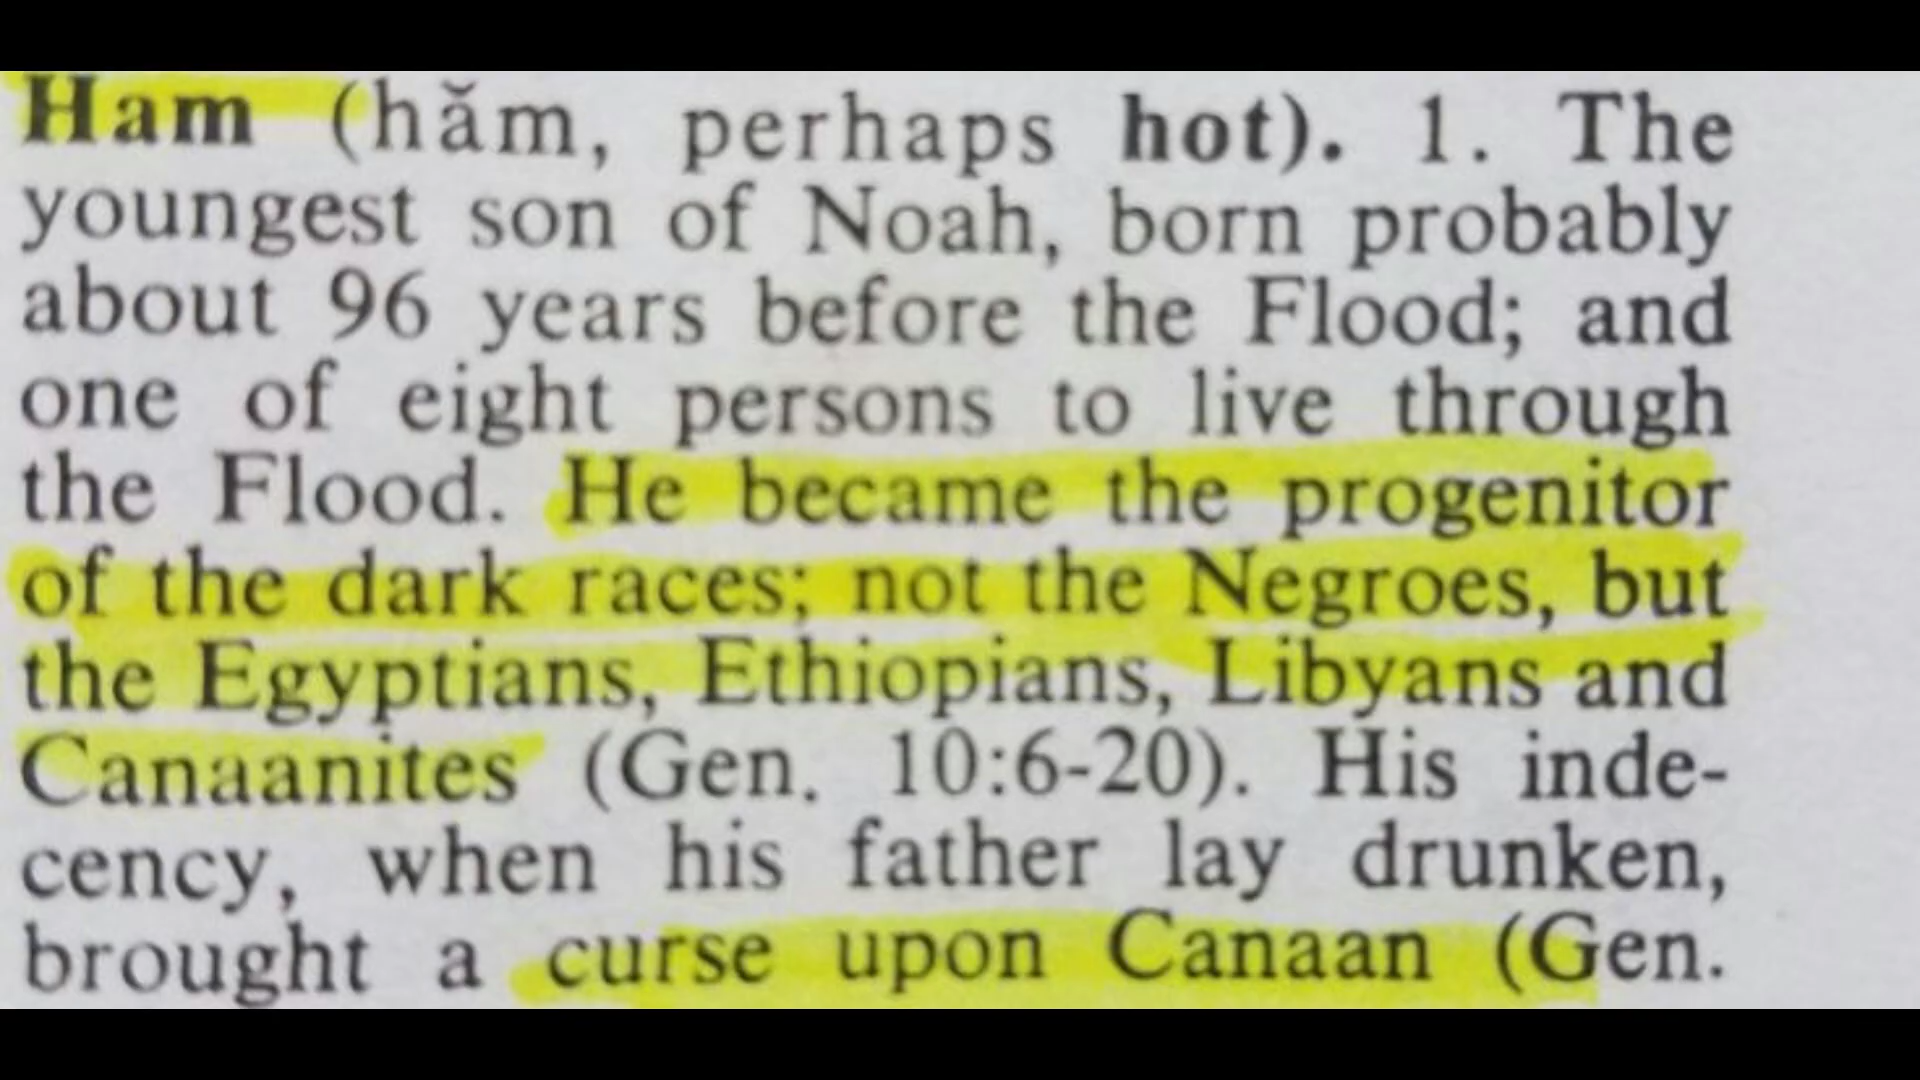 Ham (hăm, perhaps hot). 1. The
youngest son of Noah, born probably
about 96 years before the Flood; and
one of eight persons to live through
the Flood. He became the progenitor
of the dark races; not the Negroes, but
the Egyptians, Ethiopians, Libyans and
Canaanites (Gen. 10:6-20). His inde-
cency, when his father lay drunken,
brought a curse upon Canaan (Gen.